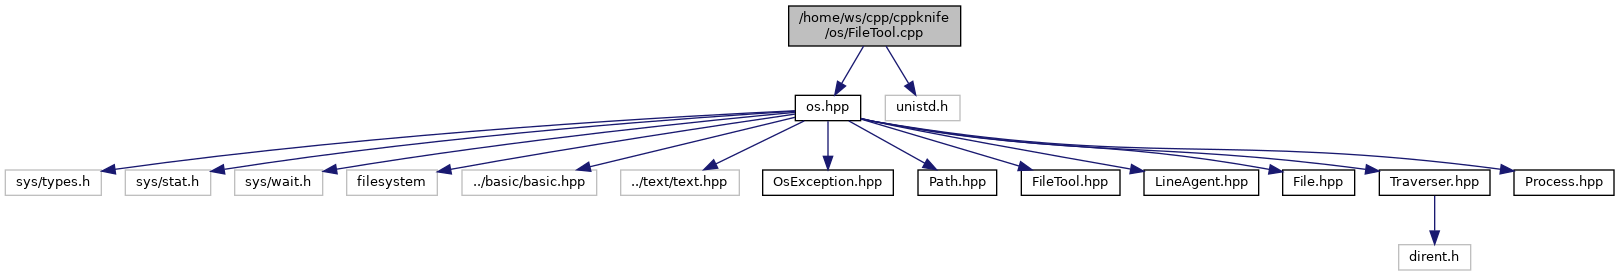 /home/ws/cpp/cppknife
/os/FileTool.cpp
os.hpp
unistd.h
sys/types.h
sys/stat.h
sys/wait.h
filesystem
../basic/basic.hpp
../text/text.hpp
OsException.hpp
Path.hpp
FileTool.hpp
LineAgent.hpp
File.hpp
Traverser.hpp
Process.hpp
dirent.h